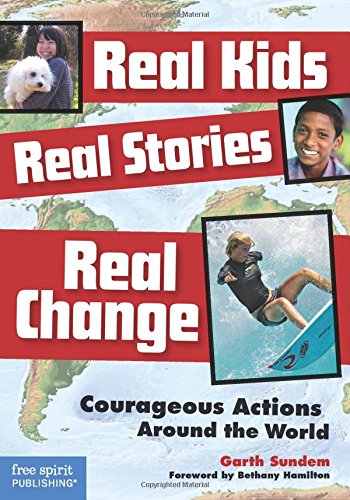 Real Kids
Real Stories
Real
Change
Courageous Actions
Around the World
Garth Sundem
Foreword by Bethany Hamilton
free spirit
PUBLISHING®